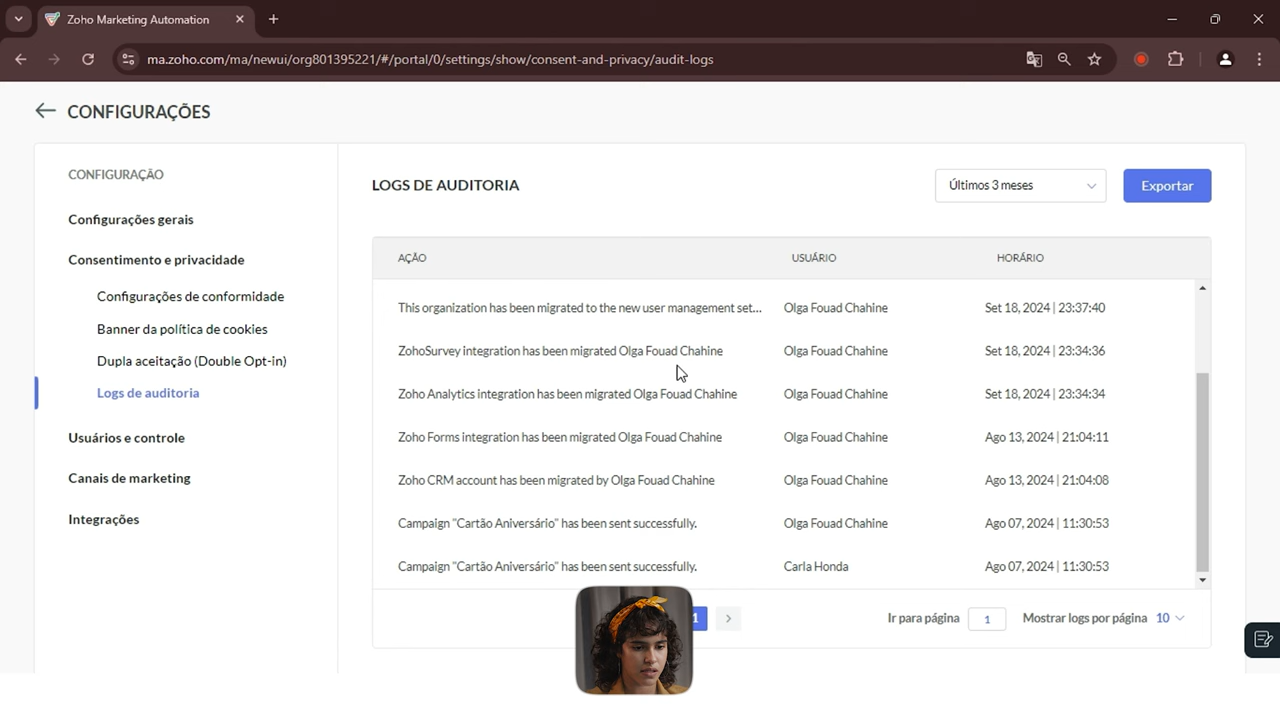 Zoho Marketing Automation
ma.zoho.com/ma/newui/org801395221/#/portal/0/settings/show/consent-and-privacy/audit-logs
CONFIGURAÇÕES
CONFIGURAÇÃO
Configurações gerais
Consentimento e privacidade
Configurações de conformidade
Banner da política de cookies
Dupla aceitação (Double Opt-in)
Logs de auditoria
Usuários e controle
Canais de marketing
Integrações
LOGS DE AUDITORIA
Últimos 3 meses
Exportar
AÇÃO USUÁRIO HORÁRIO
This organization has been migrated to the new user management set... Olga Fouad Chahine Set 18, 2024 | 23:37:40
ZohoSurvey integration has been migrated Olga Fouad Chahine Olga Fouad Chahine Set 18, 2024 | 23:34:36
Zoho Analytics integration has been migrated Olga Fouad Chahine Olga Fouad Chahine Set 18, 2024 | 23:34:34
Zoho Forms integration has been migrated Olga Fouad Chahine Olga Fouad Chahine Ago 13, 2024 | 21:04:11
Zoho CRM account has been migrated by Olga Fouad Chahine Olga Fouad Chahine Ago 13, 2024 | 21:04:08
Campaign "Cartão Aniversário" has been sent successfully. Olga Fouad Chahine Ago 07, 2024 | 11:30:53
Campaign "Cartão Aniversário" has been sent successfully. Carla Honda Ago 07, 2024 | 11:30:53
1 Ir para página 1 Mostrar logs por página 10